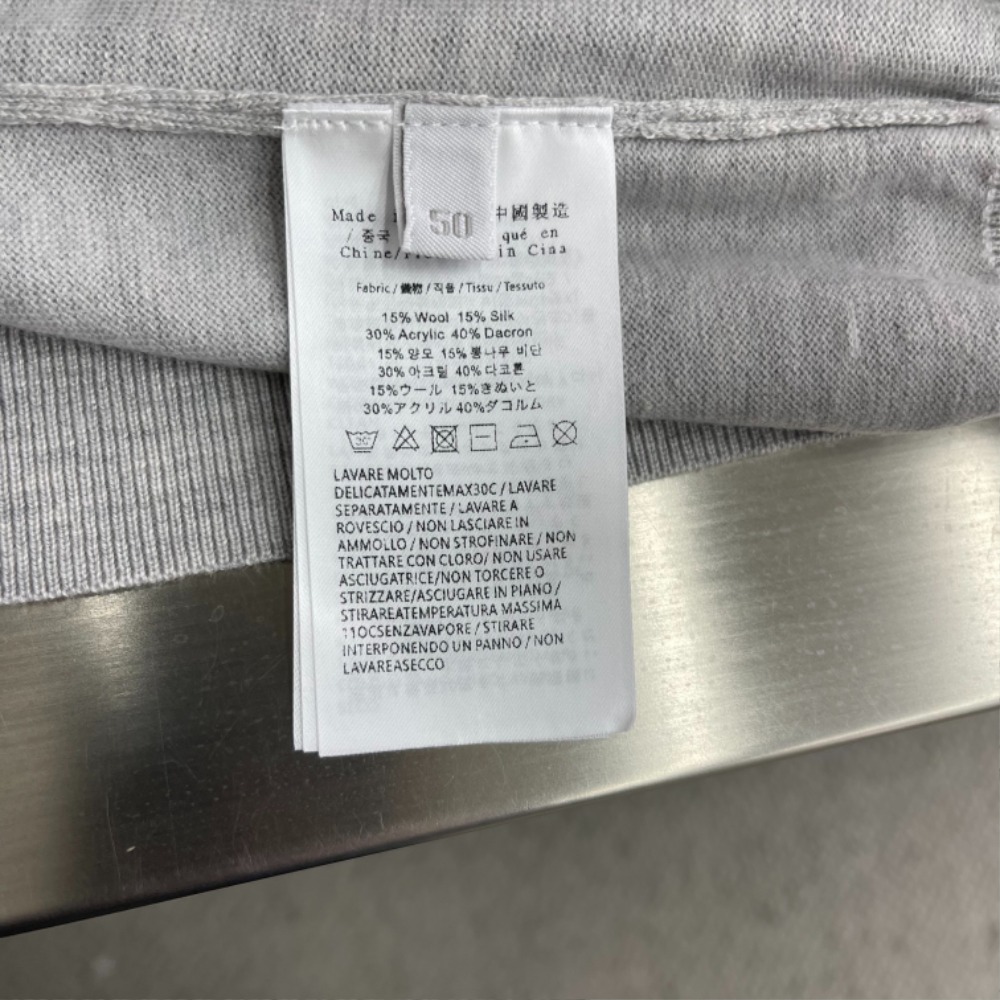 Made
50
中國製造
/ 중국
qué en
Chine/
in Cina
Fabric / 織物 / 직물 / Tissu / Tessuto
15% Wool 15% Silk
30% Acrylic 40% Dacron
15% 양모 15% 뽕나무 비단
30% 아크릴 40% 다코론
15%ウール 15%きぬいと
30%アクリル 40%ダコルム
30°
LAVARE MOLTO
DELICATAMENTEMAX30C / LAVARE
SEPARATAMENTE / LAVARE A
ROVESCIO / NON LASCIARE IN
AMMOLLO / NON STROFINARE / NON
TRATTARE CON CLORO/ NON USARE
ASCIUGATRICE/NON TORCERE O
STRIZZARE/ASCIUGARE IN PIANO /
STIRAREATEMPERATURA MASSIMA
110CSENZAVAPORE / STIRARE
INTERPONENDO UN PANNO / NON
LAVAREASECCO